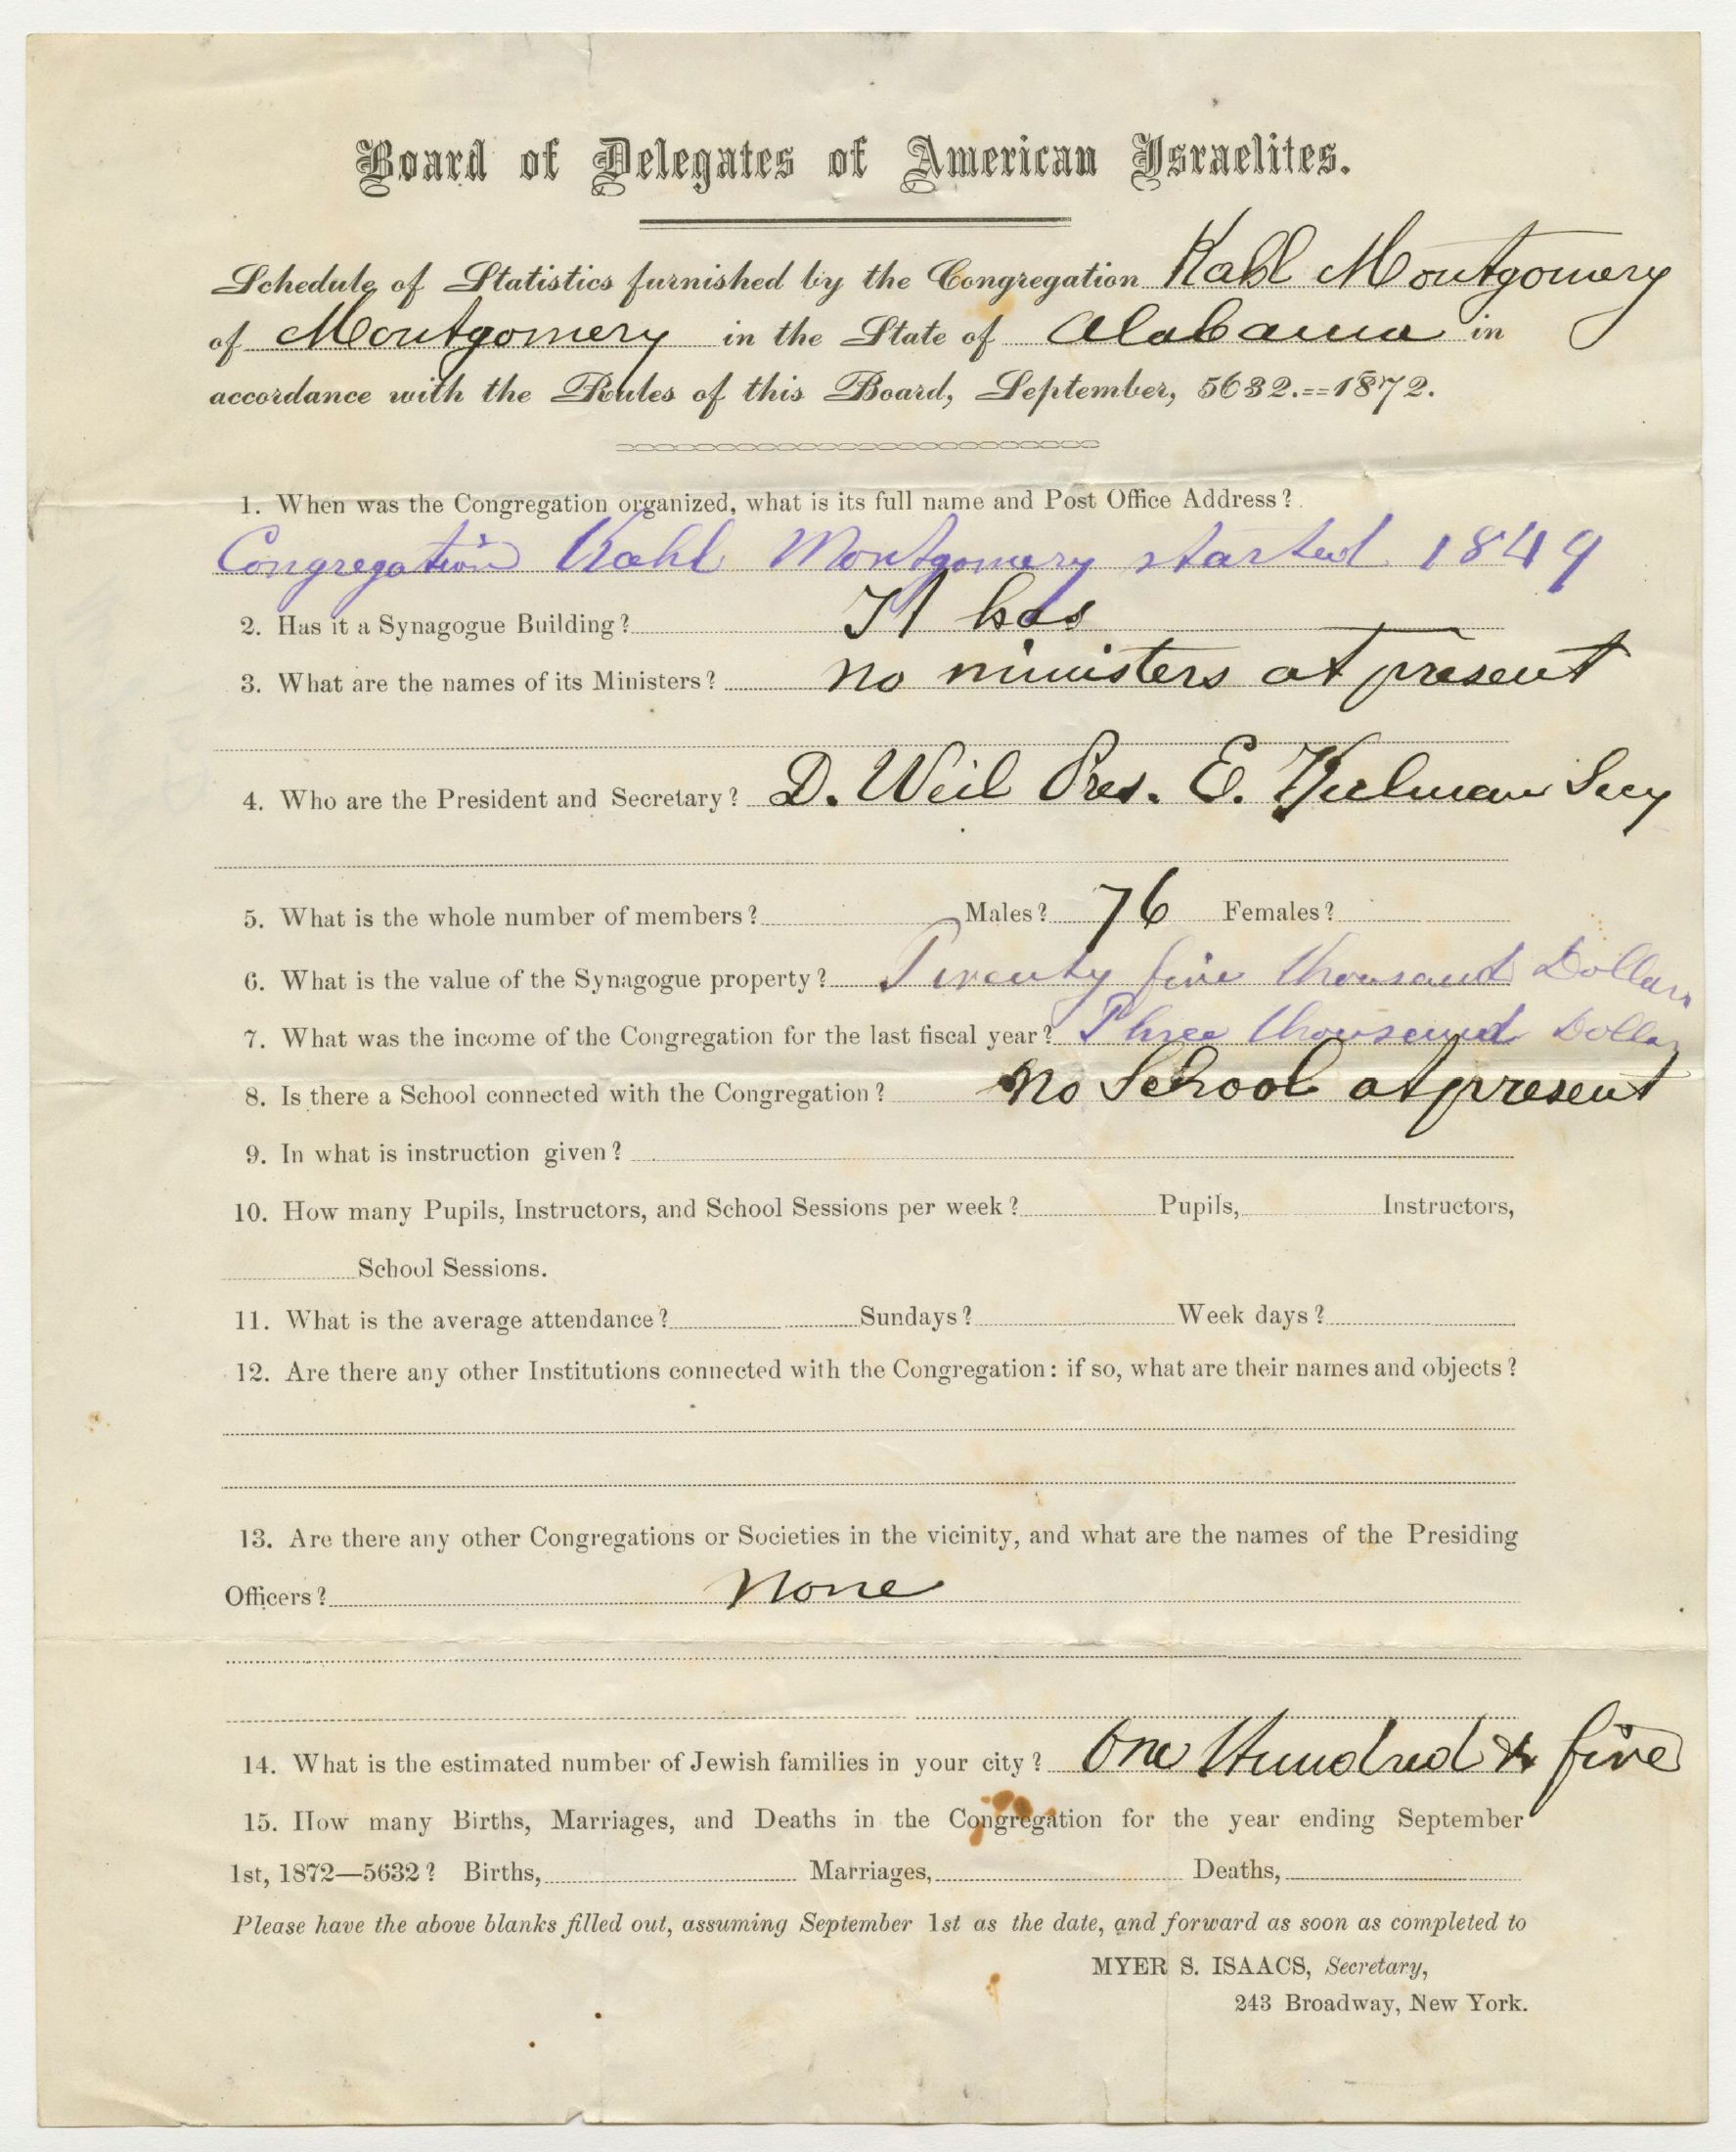 Board of Delegates of American Israelites.
Schedule of Statistics furnished by the Congregation Kahl Montgomery
of Montgomery in the State of Alabama in
accordance with the Rules of this Board, September, 5632.==1872.
1. When was the Congregation organized, what is its full name and Post Office Address?
Congregation Kahl Montgomery started 1849
2. Has it a Synagogue Building? It has
3. What are the names of its Ministers? no ministers at present
4. Who are the President and Secretary? D. Weil Pres. E. Secy
5. What is the whole number of members? Males? 76 Females?
6. What is the value of the Synagogue property? Twenty five thousand Dollars
7. What was the income of the Congregation for the last fiscal year? Three thousand Dollar
8. Is there a School connected with the Congregation? no School at present
9. In what is instruction given?
10. How many Pupils, Instructors, and School Sessions per week? Pupils, Instructors,
School Sessions.
11. What is the average attendance? Sundays? Week days?
12. Are there any other Institutions connected with the Congregation: if so, what are their names and objects?
13. Are there any other Congregations or Societies in the vicinity, and what are the names of the Presiding
Officers? none
14. What is the estimated number of Jewish families in your city? One Hundred & five
15. How many Births, Marriages, and Deaths in the Congregation for the year ending September
1st, 1872—5632? Births, Marriages, Deaths,
Please have the above blanks filled out, assuming September 1st as the date, and forward as soon as completed to
MYER S. ISAACS, Secretary,
243 Broadway, New York.